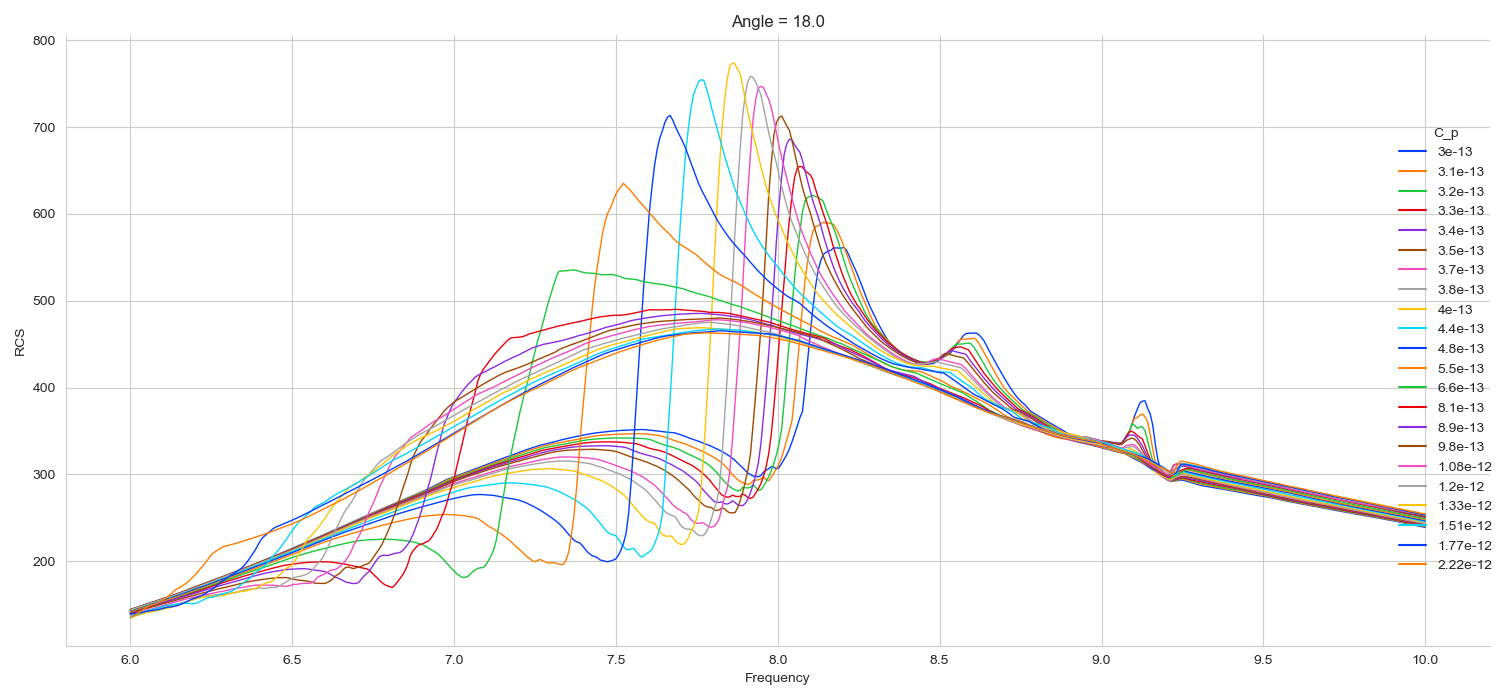 Angle = 18.0
800
700
600
500
400
300
200
RCS
6.0 6.5 7.0 7.5 8.0 8.5 9.0 9.5 10.0
Frequency
C_p
3e-13
3.1e-13
3.2e-13
3.3e-13
3.4e-13
3.5e-13
3.7e-13
3.8e-13
4e-13
4.4e-13
4.8e-13
5.5e-13
6.6e-13
8.1e-13
8.9e-13
9.8e-13
1.08e-12
1.2e-12
1.33e-12
1.51e-12
1.77e-12
2.22e-12